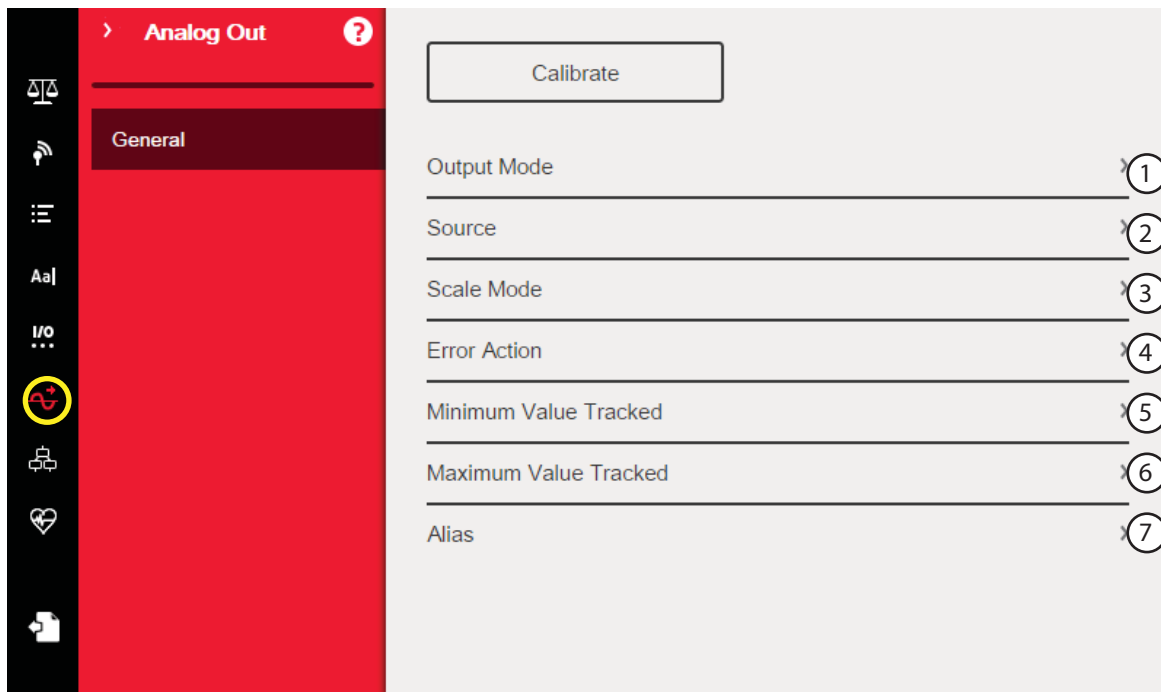 Analog Out
?
General
Calibrate
Output Mode 1
Source 2
Scale Mode 3
Error Action 4
Minimum Value Tracked 5
Maximum Value Tracked 6
Alias 7
Aa
I/O